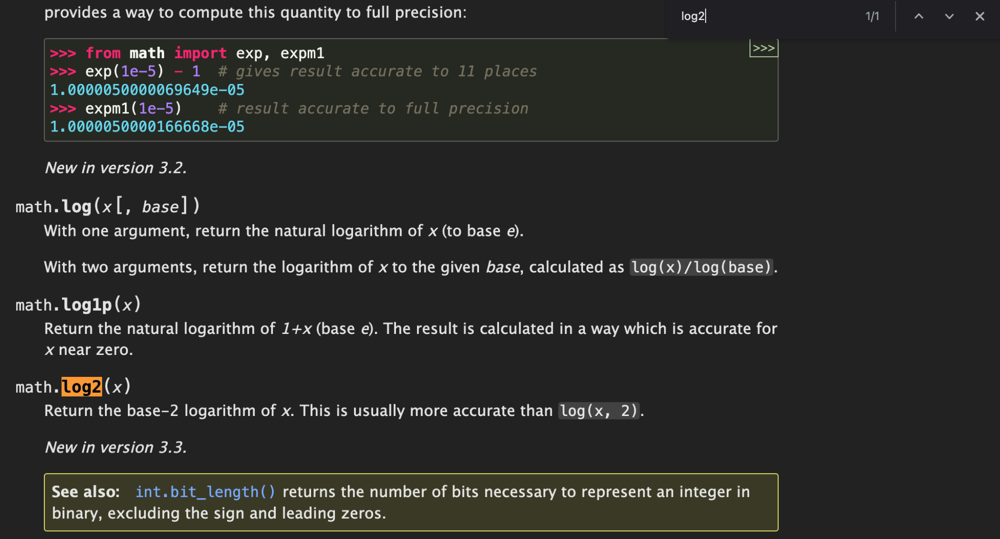 provides a way to compute this quantity to full precision:
log2
1/1
>>> from math import exp, expm1
>>>
>>> exp(1e-5) - 1  # gives result accurate to 11 places
1.0000050000069649e-05
>>> expm1(1e-5)    # result accurate to full precision
1.0000050000166668e-05
New in version 3.2.
math.log(x[, base])
With one argument, return the natural logarithm of x (to base e).
With two arguments, return the logarithm of x to the given base, calculated as log(x)/log(base).
math.log1p(x)
Return the natural logarithm of 1+x (base e). The result is calculated in a way which is accurate for
x near zero.
math.log2(x)
Return the base-2 logarithm of x. This is usually more accurate than log(x, 2).
New in version 3.3.
See also: int.bit_length() returns the number of bits necessary to represent an integer in
binary, excluding the sign and leading zeros.